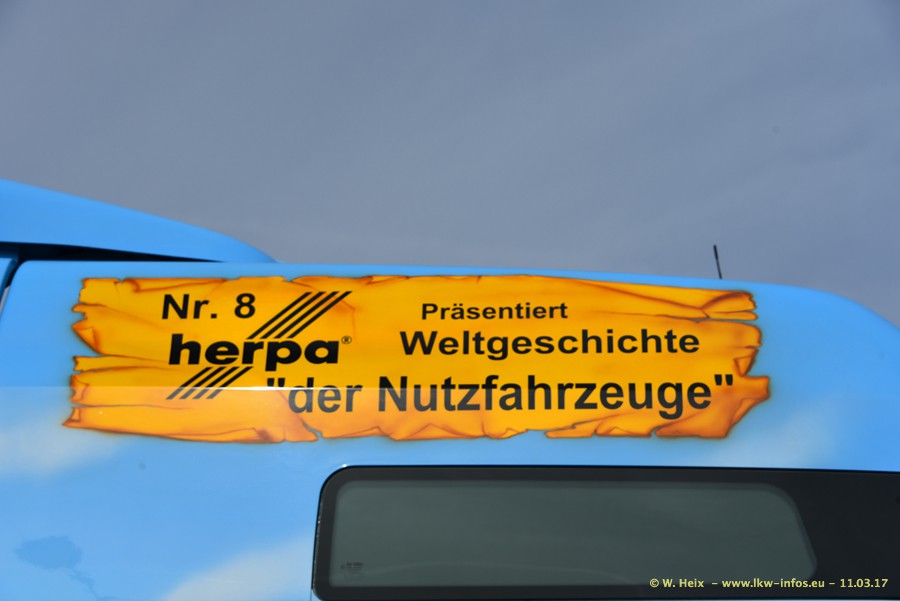 Nr. 8
herpa®
Präsentiert
Weltgeschichte
"der Nutzfahrzeuge"
© W. Heix – www.lkw-infos.eu – 11.03.17